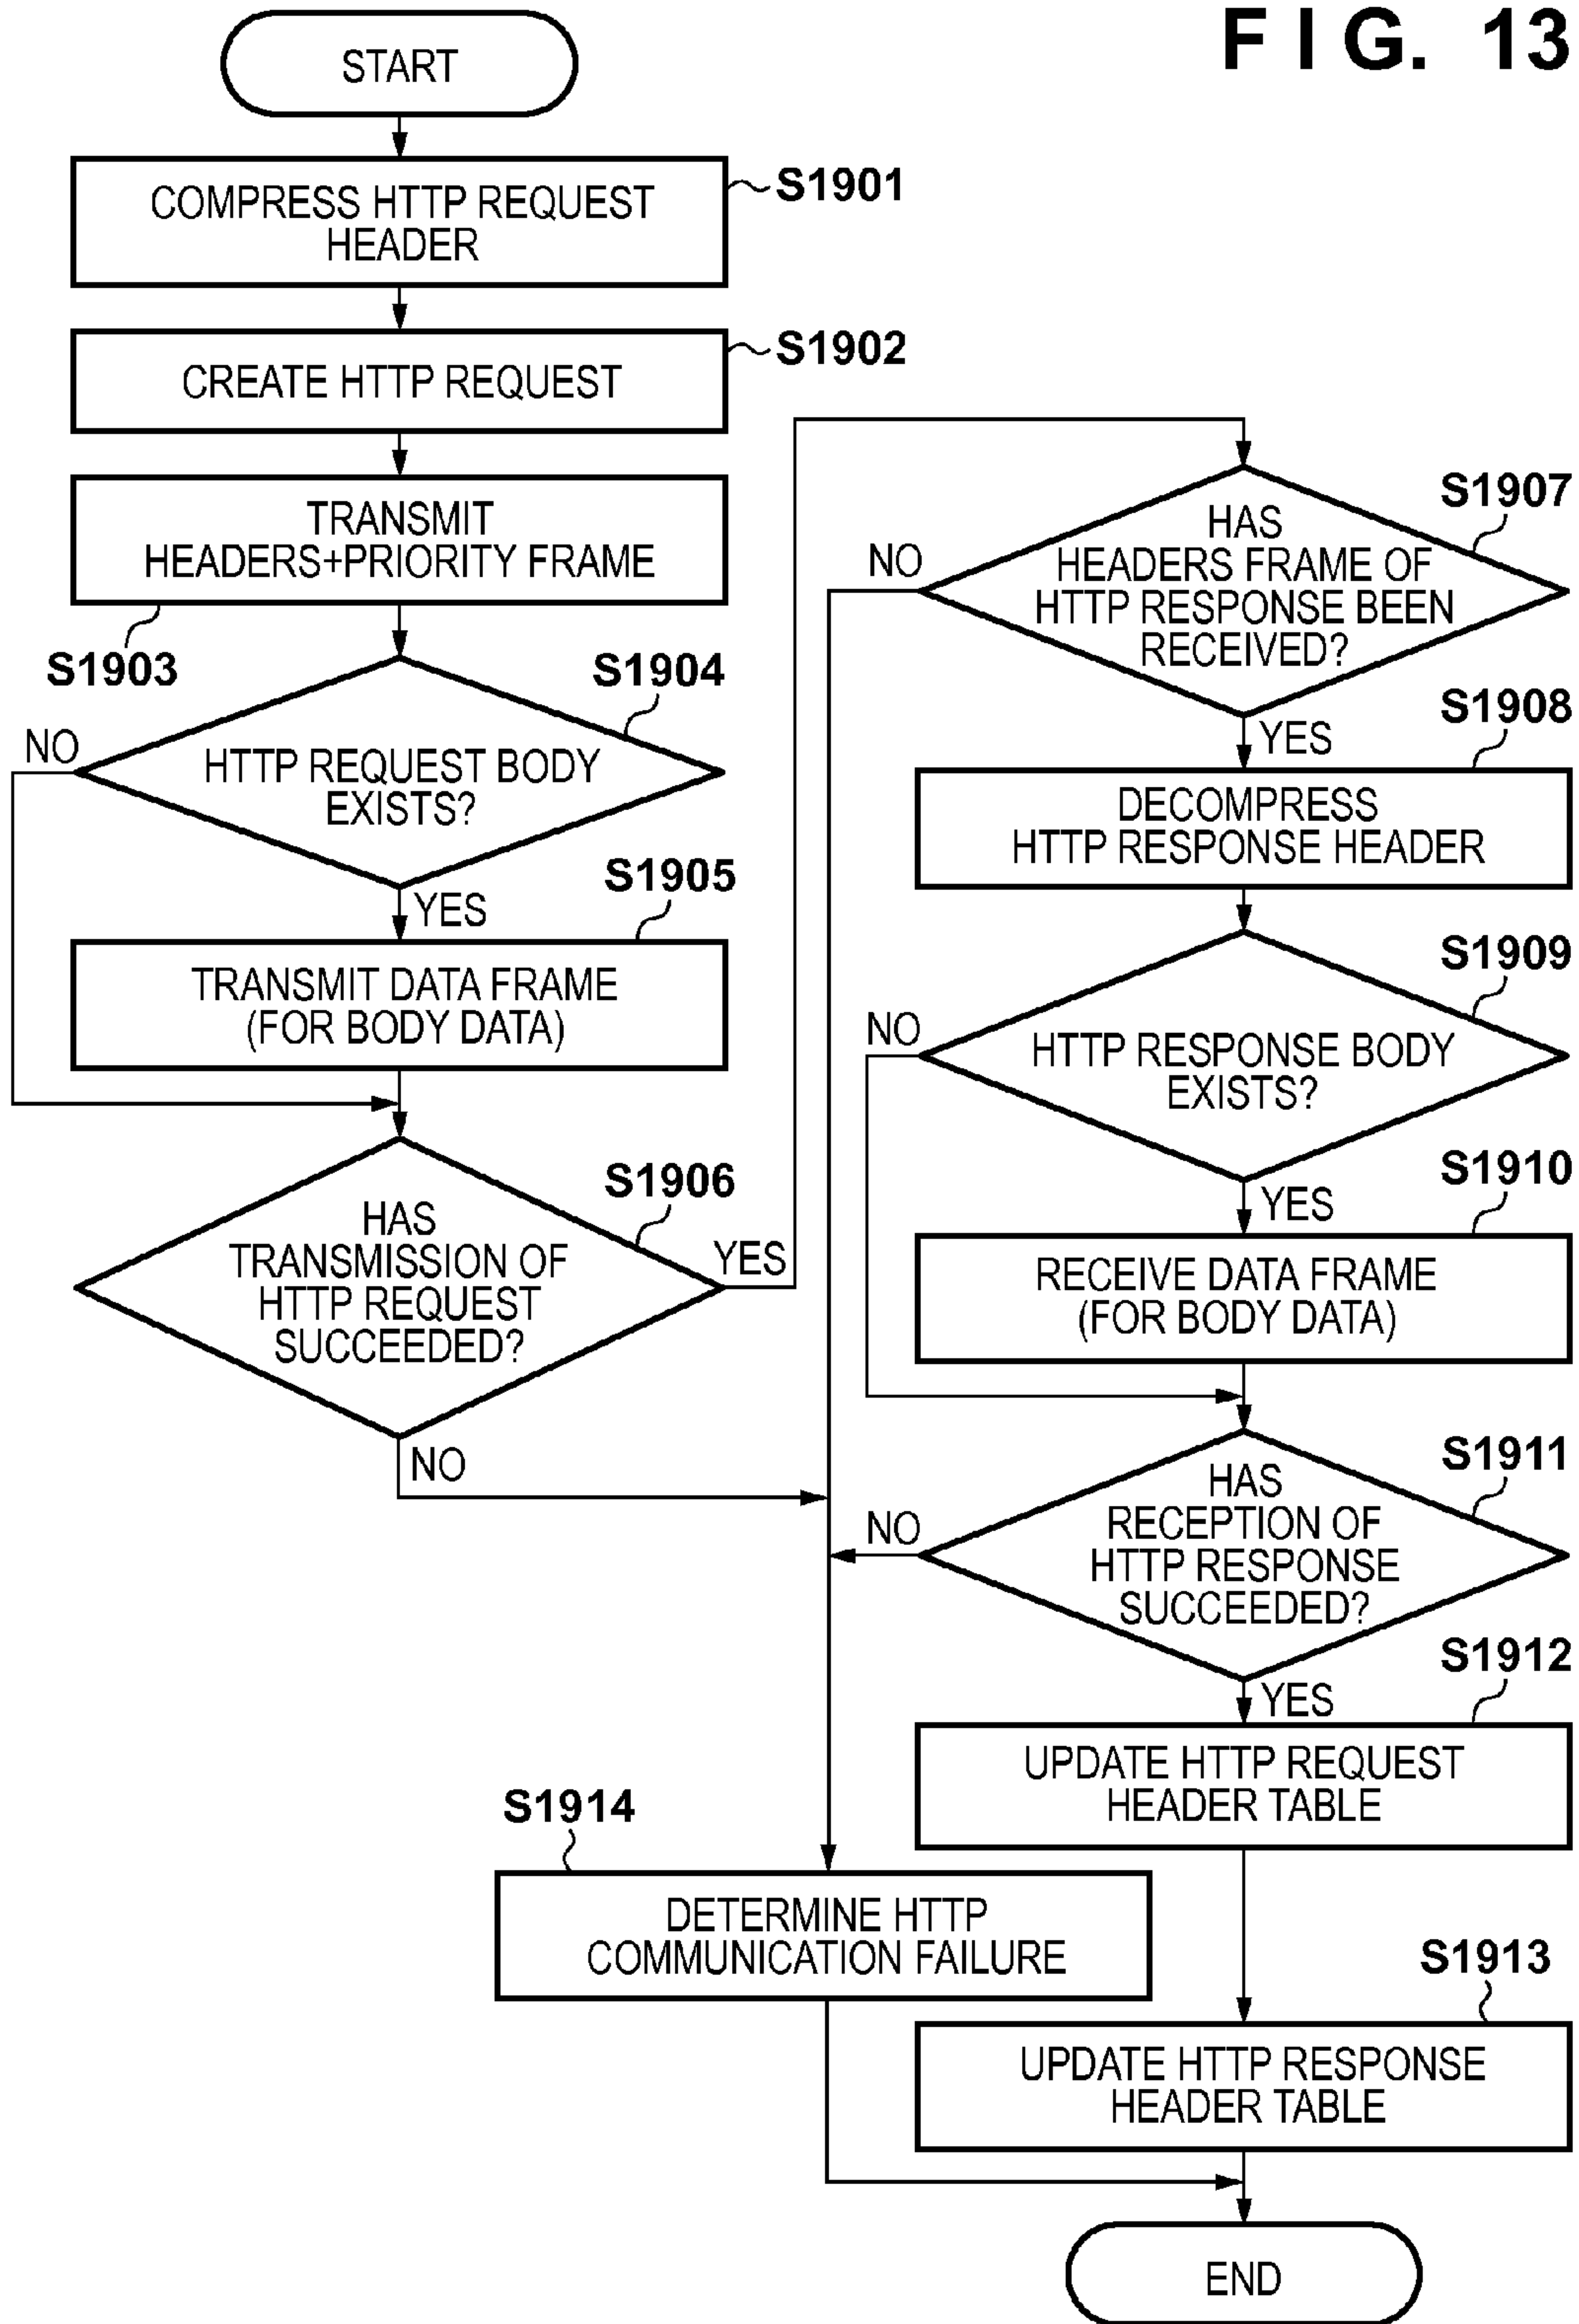 F I G. 13
START
COMPRESS HTTP REQUEST
HEADER
S1901
CREATE HTTP REQUEST
S1902
TRANSMIT
HEADERS+PRIORITY FRAME
S1903
S1904
NO
HTTP REQUEST BODY
EXISTS?
YES
S1905
TRANSMIT DATA FRAME
(FOR BODY DATA)
S1906
HAS
TRANSMISSION OF
HTTP REQUEST
SUCCEEDED?
YES
NO
S1907
NO
HAS
HEADERS FRAME OF
HTTP RESPONSE BEEN
RECEIVED?
YES
S1908
DECOMPRESS
HTTP RESPONSE HEADER
S1909
NO
HTTP RESPONSE BODY
EXISTS?
YES
S1910
RECEIVE DATA FRAME
(FOR BODY DATA)
S1911
NO
HAS
RECEPTION OF
HTTP RESPONSE
SUCCEEDED?
YES
S1912
UPDATE HTTP REQUEST
HEADER TABLE
S1914
DETERMINE HTTP
COMMUNICATION FAILURE
S1913
UPDATE HTTP RESPONSE
HEADER TABLE
END